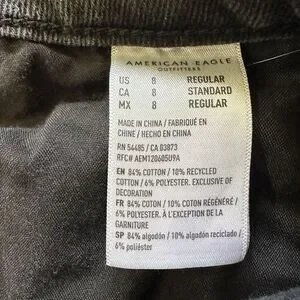 AMERICAN EAGLE
OUTFITTERS
US 8 REGULAR
CA 8 STANDARD
MX 8 REGULAR
MADE IN CHINA / FABRIQUÉ EN
CHINE / HECHO EN CHINA
RN 54485 / CA 03873
RFC# AEM120605U9A
EN 84% COTTON / 10% RECYCLED
COTTON / 6% POLYESTER. EXCLUSIVE OF
DECORATION
FR 84% COTON / 10% COTON RÉGÉNÉRÉ /
6% POLYESTER. À L'EXCEPTION DE LA
GARNITURE
SP 84% algodón / 10% algodón reciclado /
6% poliéster